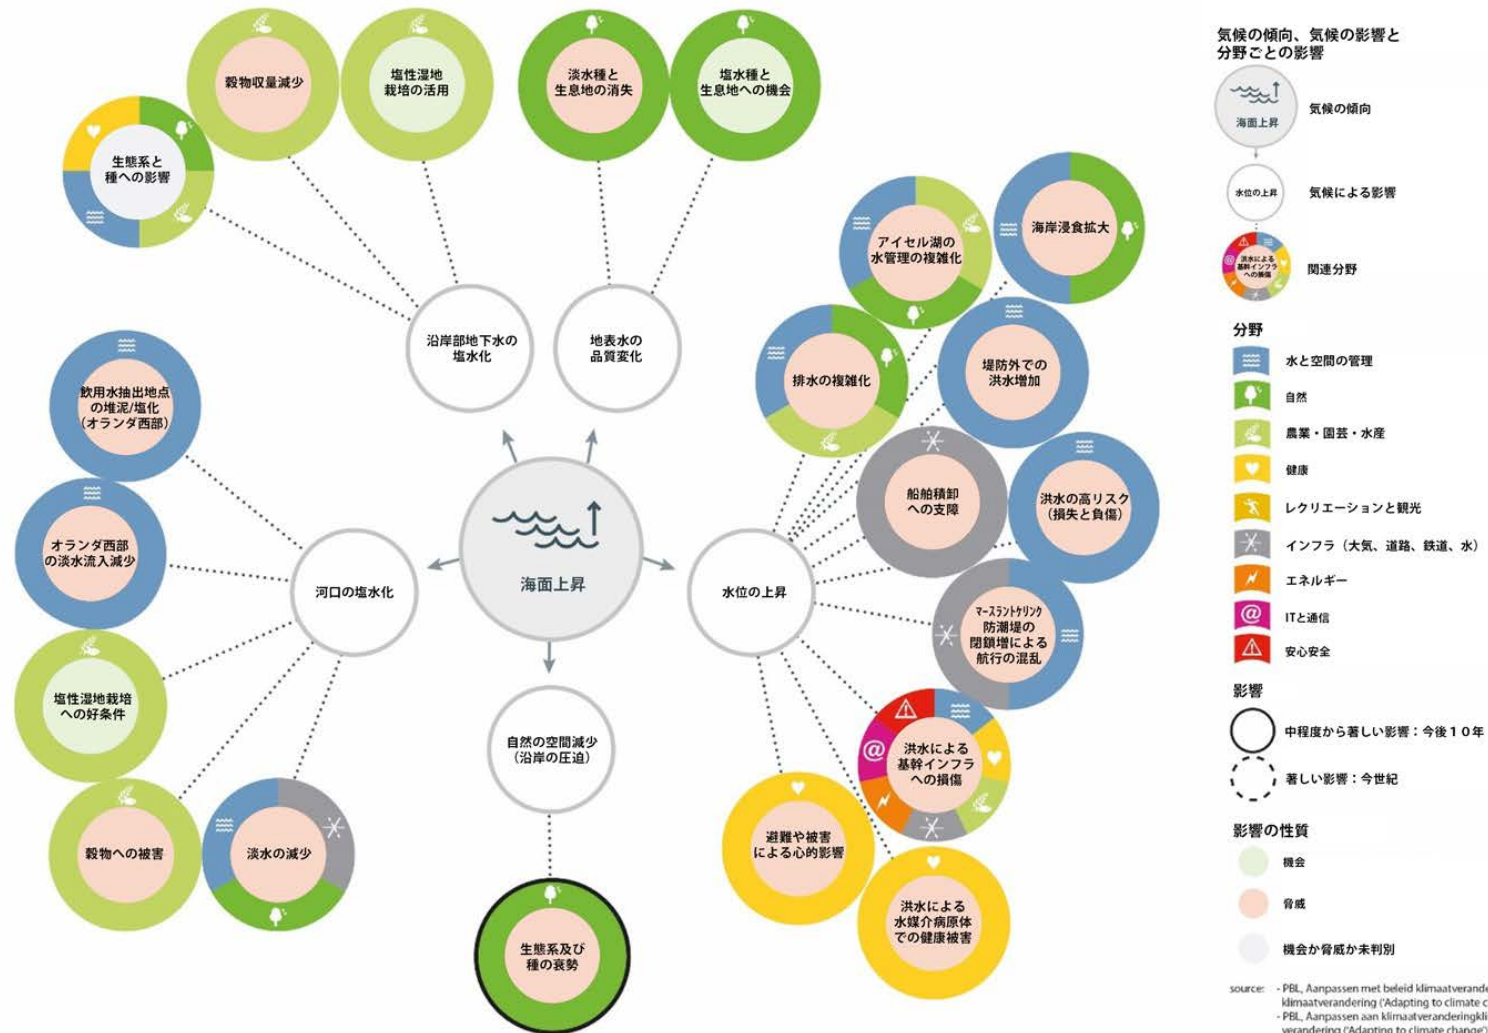 穀物収量減少
塩性湿地
栽培の活用
淡水種と
生息地の消失
塩水種と
生息地への機会
生態系と
種への影響
沿岸部地下水の
塩水化
地表水の
品質変化
アイセル湖の
水管理の複雑化
海岸浸食拡大
排水の複雑化
堤防外での
洪水増加
船舶積卸
への支障
洪水の高リスク
（損失と負傷）
飲用水抽出地点
の堆泥/塩化
（オランダ西部）
オランダ西部
の淡水流入減少
塩性湿地栽培
への好条件
穀物への被害
淡水の減少
河口の塩水化
海面上昇
水位の上昇
マースラントケリンク
防潮堤の
閉鎖増による
航行の混乱
自然の空間減少
（沿岸の圧迫）
生態系及び
種の衰勢
洪水による
基幹インフラ
への損傷
@
避難や被害
による心的影響
洪水による
水媒介病原体
での健康被害
気候の傾向、気候の影響と
分野ごとの影響
海面上昇
気候の傾向
水位の上昇
気候による影響
@
洪水による
基幹インフラ
への損傷
関連分野
分野
水と空間の管理
自然
農業・園芸・水産
健康
レクリエーションと観光
インフラ（大気、道路、鉄道、水）
エネルギー
@
ITと通信
安心安全
影響
中程度から著しい影響：今後１０年
著しい影響：今世紀
影響の性質
機会
脅威
機会か脅威か未判別
source: - PBL, Aanpassen met beleid klimaatverande
klimaatverandering ('Adapting to climate c
- PBL, Aanpassen aan klimaatveranderingkli
verandering ('Adapting to climate change')